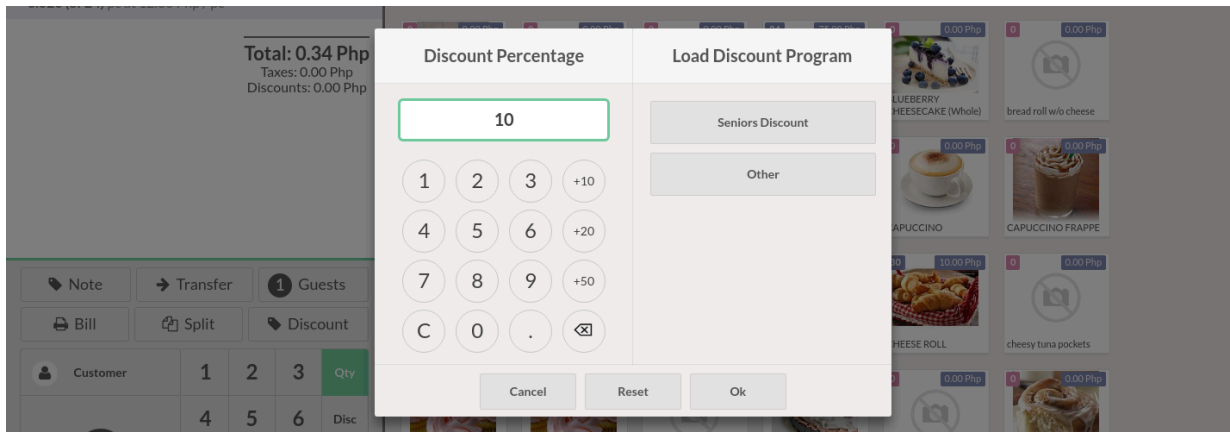 Total: 0.34 Php
Taxes: 0.00 Php
Discounts: 0.00 Php
Note
Transfer
1 Guests
Bill
Split
Discount
Customer
1 2 3 Qty
4 5 6 Disc
Discount Percentage
10
1 2 3 +10
4 5 6 +20
7 8 9 +50
C 0 .
Load Discount Program
Seniors Discount
Other
Cancel
Reset
Ok
0.00 Php
0 0.00 Php
CHEESECAKE (Whole)
bread roll w/o cheese
0.00 Php
0 0.00 Php
CAPUCCINO FRAPPE
10.00 Php
0 0.00 Php
ROLL
cheesy tuna pockets
0.00 Php
0 0.00 Php